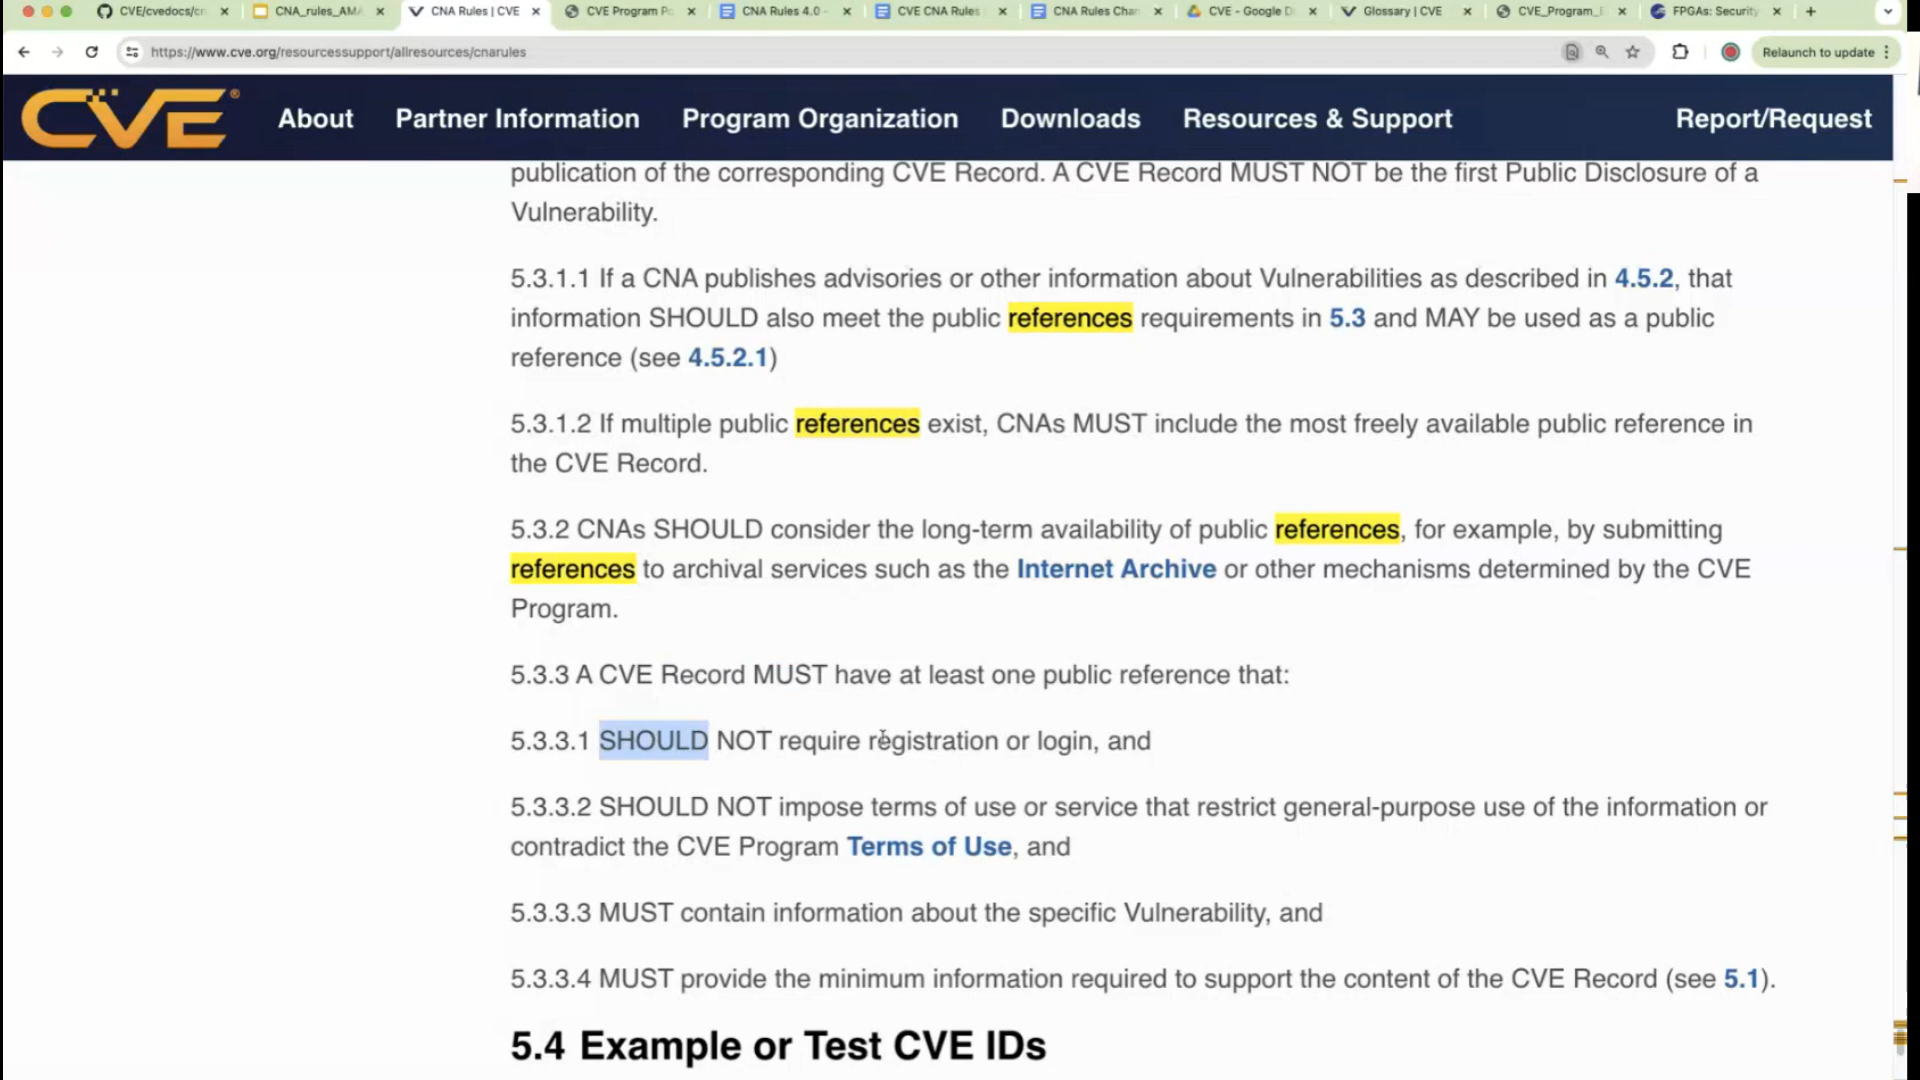 CVE/cvedocs/cr
CNA_rules_AMA
CNA Rules | CVE
CVE Program Po
CNA Rules 4.0 -
CVE CNA Rules
CNA Rules Chan
CVE - Google D
Glossary | CVE
CVE_Program_
FPGAs: Security
https://www.cve.org/resourcessupport/allresources/cnarules
Relaunch to update
CVE®
About
Partner Information
Program Organization
Downloads
Resources & Support
Report/Request
publication of the corresponding CVE Record. A CVE Record MUST NOT be the first Public Disclosure of a
Vulnerability.
5.3.1.1 If a CNA publishes advisories or other information about Vulnerabilities as described in 4.5.2, that
information SHOULD also meet the public references requirements in 5.3 and MAY be used as a public
reference (see 4.5.2.1)
5.3.1.2 If multiple public references exist, CNAs MUST include the most freely available public reference in
the CVE Record.
5.3.2 CNAs SHOULD consider the long-term availability of public references, for example, by submitting
references to archival services such as the Internet Archive or other mechanisms determined by the CVE
Program.
5.3.3 A CVE Record MUST have at least one public reference that:
5.3.3.1 SHOULD NOT require registration or login, and
5.3.3.2 SHOULD NOT impose terms of use or service that restrict general-purpose use of the information or
contradict the CVE Program Terms of Use, and
5.3.3.3 MUST contain information about the specific Vulnerability, and
5.3.3.4 MUST provide the minimum information required to support the content of the CVE Record (see 5.1).
5.4 Example or Test CVE IDs